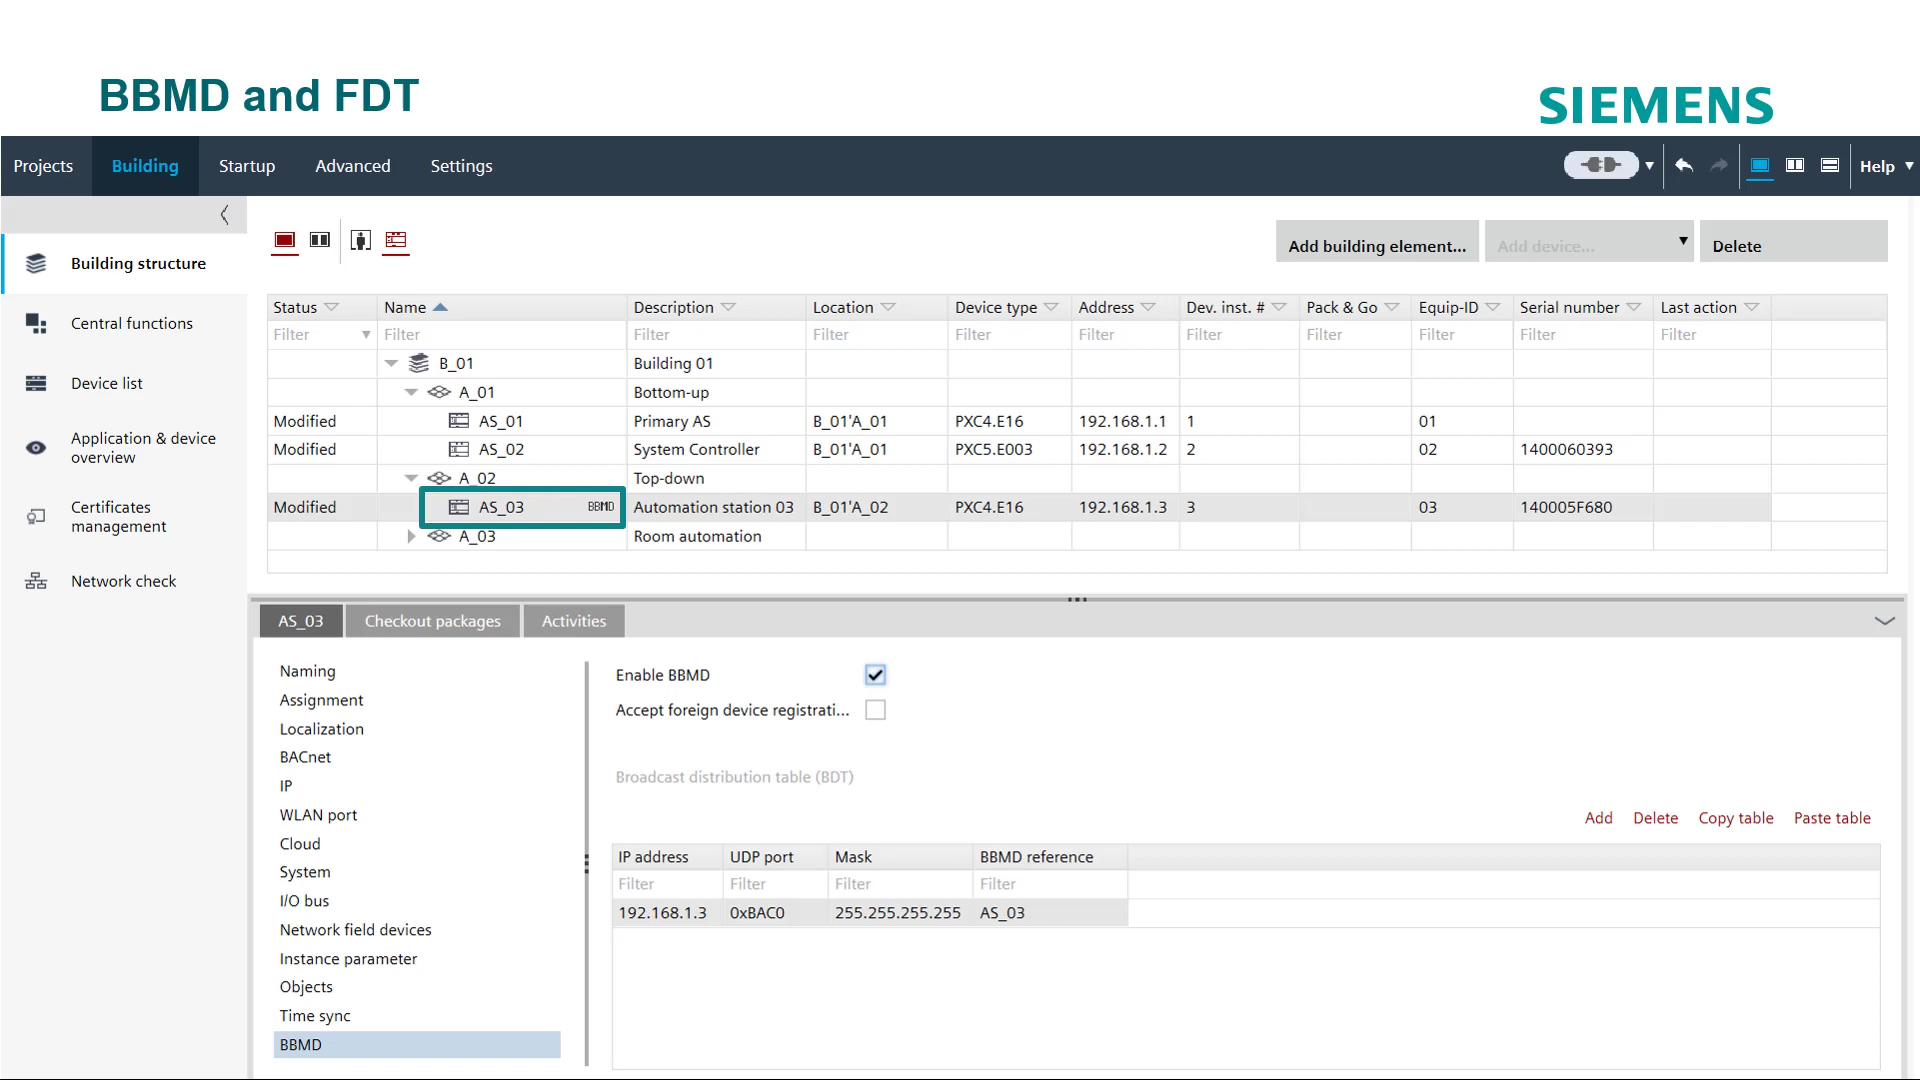 BBMD and FDT
SIEMENS
Projects Building Startup Advanced Settings Help
Building structure
Central functions
Device list
Application & device
overview
Certificates
management
Network check
Add building element... Add device... Delete
Status Name Description Location Device type Address Dev. inst. # Pack & Go Equip-ID Serial number Last action
Filter Filter Filter Filter Filter Filter Filter Filter Filter Filter Filter
B_01 Building 01
A_01 Bottom-up
Modified AS_01 Primary AS B_01'A_01 PXC4.E16 192.168.1.1 1 01
Modified AS_02 System Controller B_01'A_01 PXC5.E003 192.168.1.2 2 02 1400060393
A_02 Top-down
Modified AS_03 BBMD Automation station 03 B_01'A_02 PXC4.E16 192.168.1.3 3 03 140005F680
A_03 Room automation
AS_03 Checkout packages Activities
Naming
Assignment
Localization
BACnet
IP
WLAN port
Cloud
System
I/O bus
Network field devices
Instance parameter
Objects
Time sync
BBMD
Enable BBMD
Accept foreign device registrati...
Broadcast distribution table (BDT)
Add Delete Copy table Paste table
IP address UDP port Mask BBMD reference
Filter Filter Filter Filter
192.168.1.3 0xBAC0 255.255.255.255 AS_03